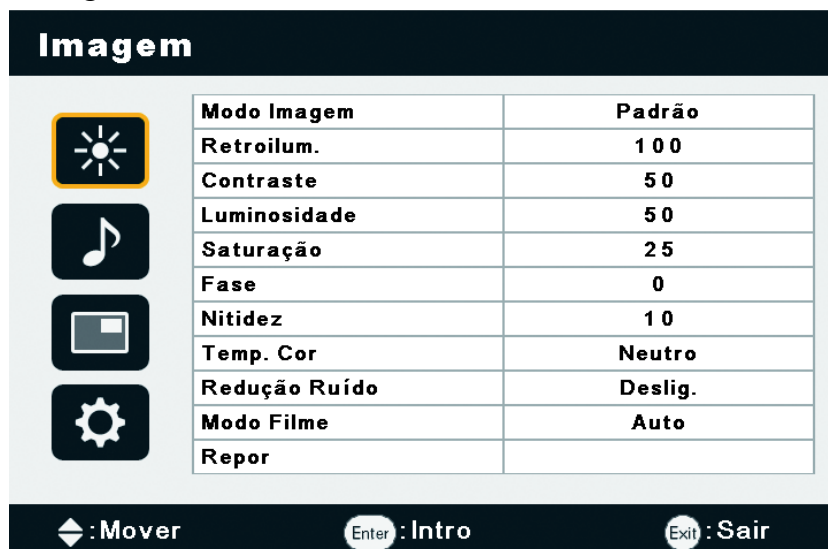 Imagem
Modo Imagem Padrão
Retroilum. 100
Contraste 50
Luminosidade 50
Saturação 25
Fase 0
Nitidez 10
Temp. Cor Neutro
Redução Ruído Deslig.
Modo Filme Auto
Repor
:Mover Enter:Intro Exit:Sair